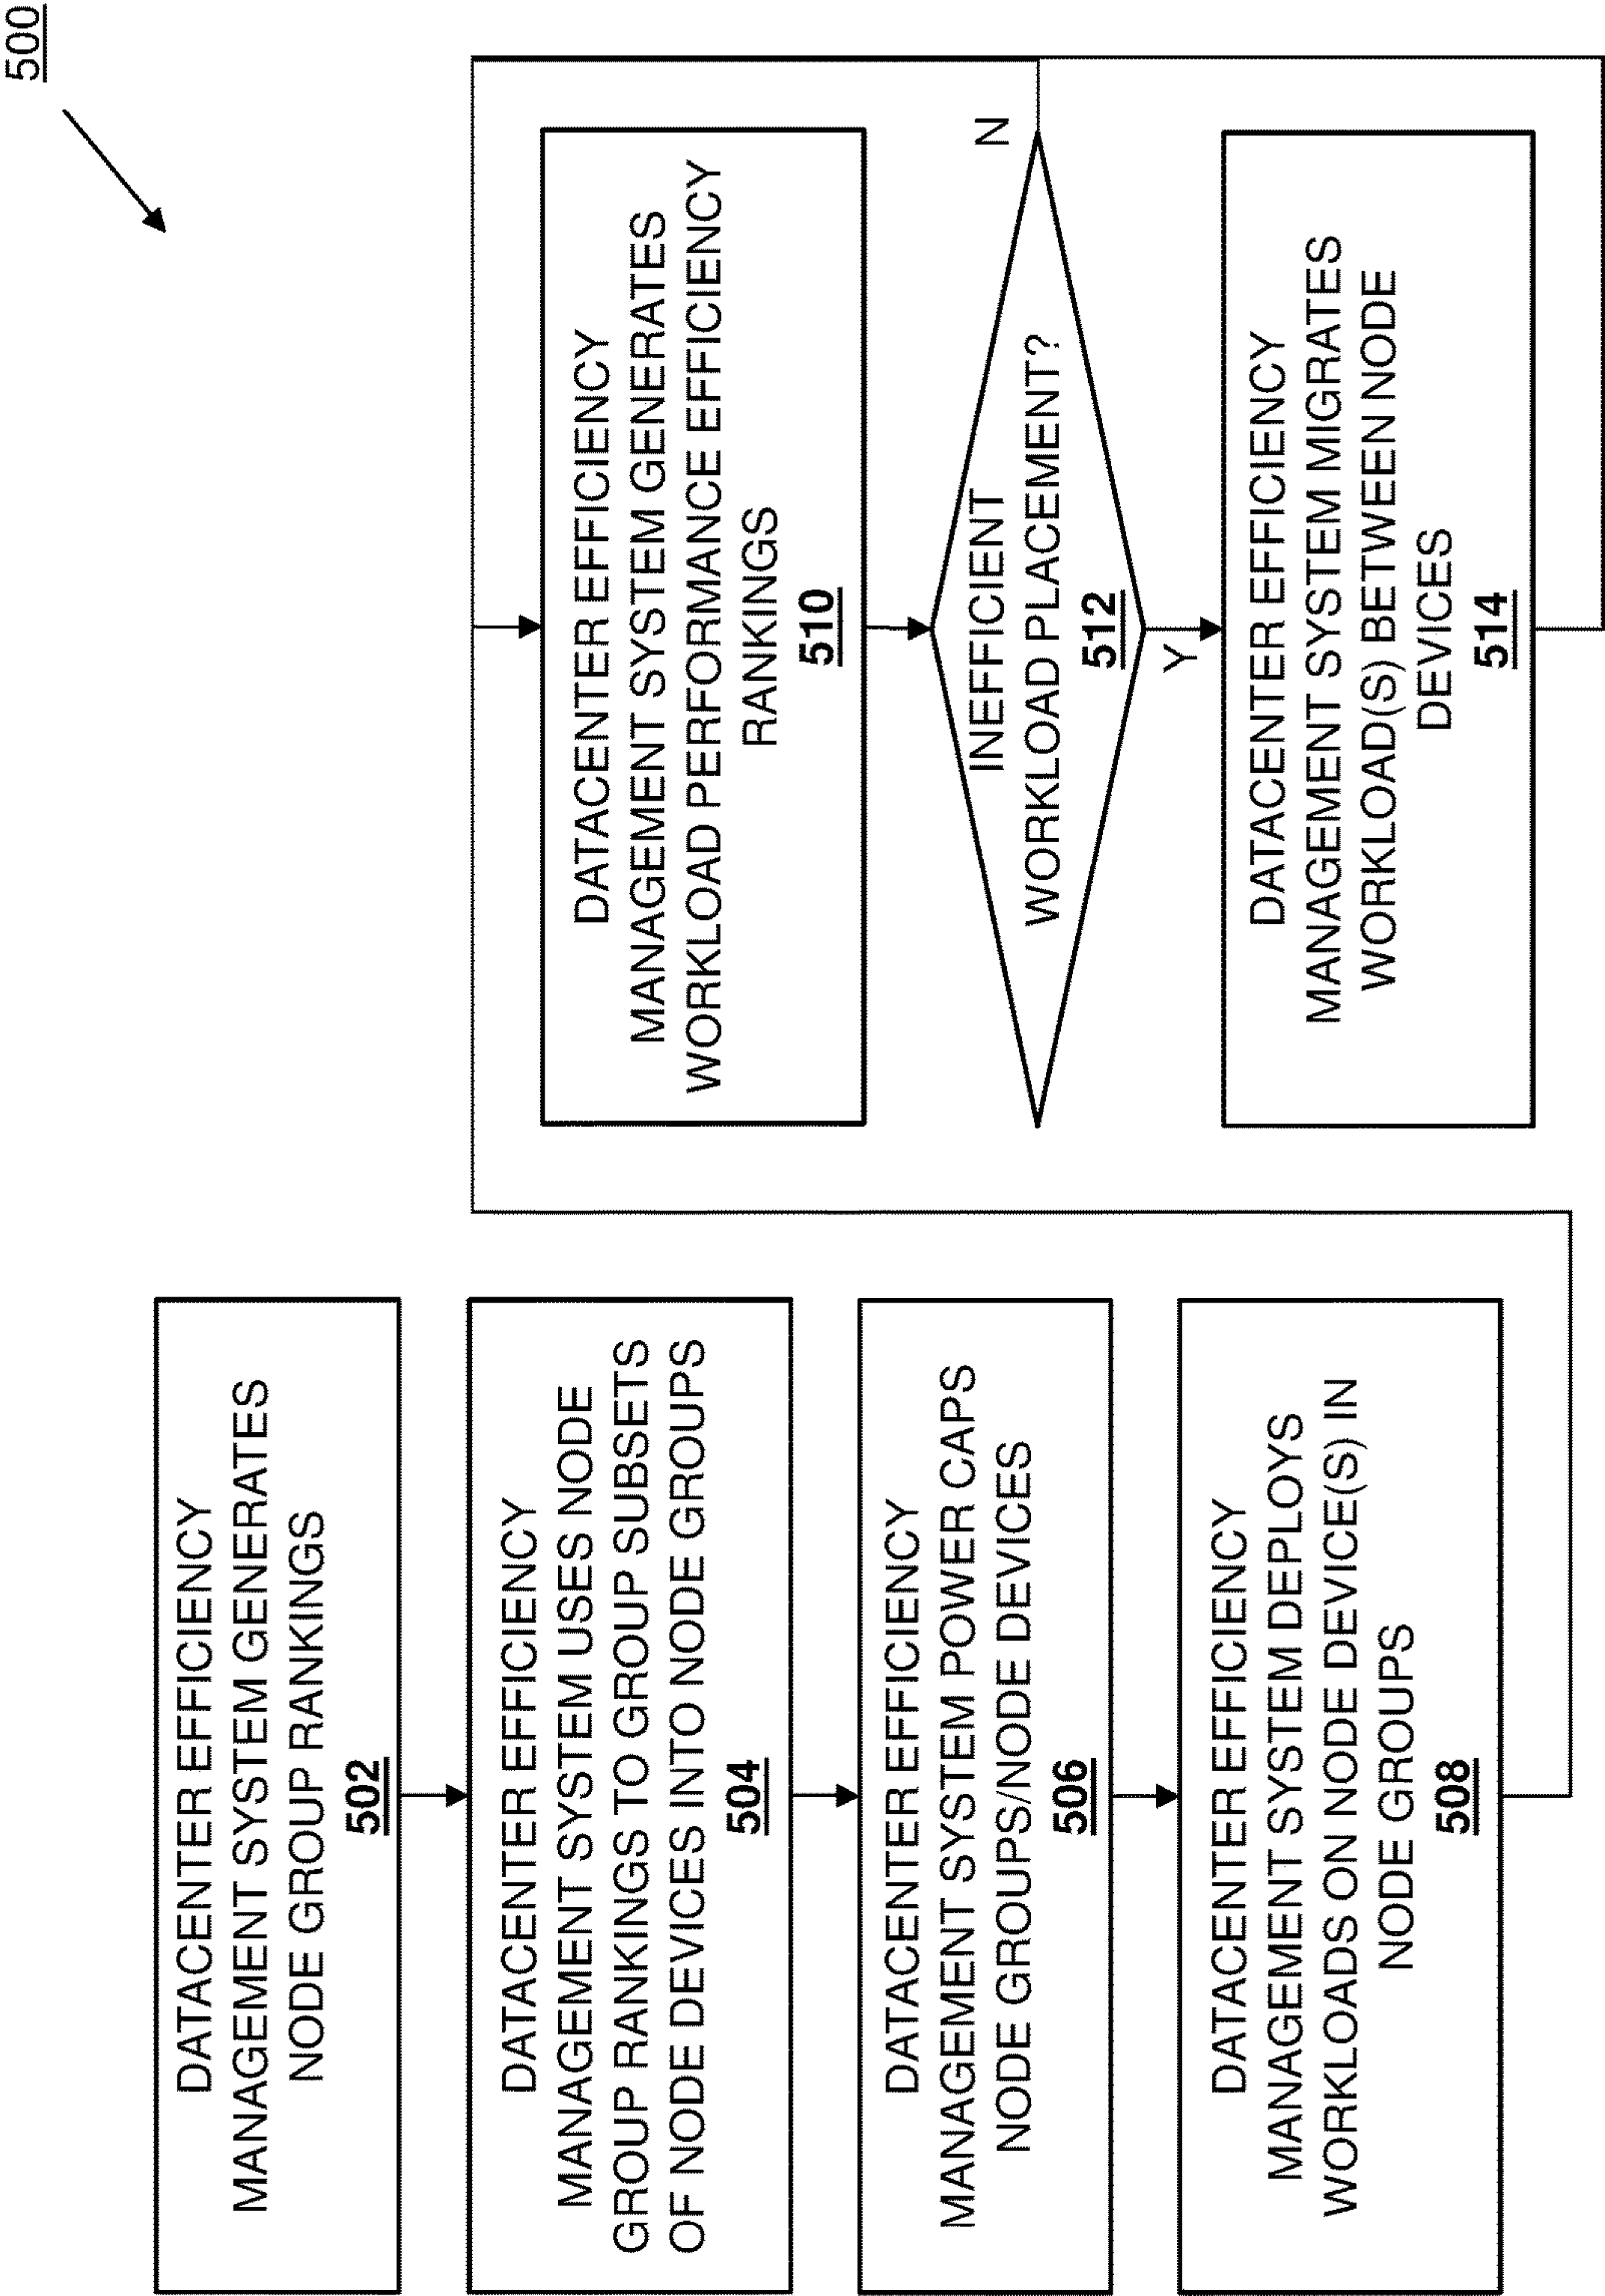 500
DATACENTER EFFICIENCY
MANAGEMENT SYSTEM GENERATES
NODE GROUP RANKINGS
502
DATACENTER EFFICIENCY
MANAGEMENT SYSTEM USES NODE
GROUP RANKINGS TO GROUP SUBSETS
OF NODE DEVICES INTO NODE GROUPS
504
DATACENTER EFFICIENCY
MANAGEMENT SYSTEM POWER CAPS
NODE GROUPS/NODE DEVICES
506
DATACENTER EFFICIENCY
MANAGEMENT SYSTEM DEPLOYS
WORKLOADS ON NODE DEVICE(S) IN
NODE GROUPS
508
DATACENTER EFFICIENCY
MANAGEMENT SYSTEM GENERATES
WORKLOAD PERFORMANCE EFFICIENCY
RANKINGS
510
INEFFICIENT
WORKLOAD PLACEMENT?
512
N
Y
DATACENTER EFFICIENCY
MANAGEMENT SYSTEM MIGRATES
WORKLOAD(S) BETWEEN NODE
DEVICES
514